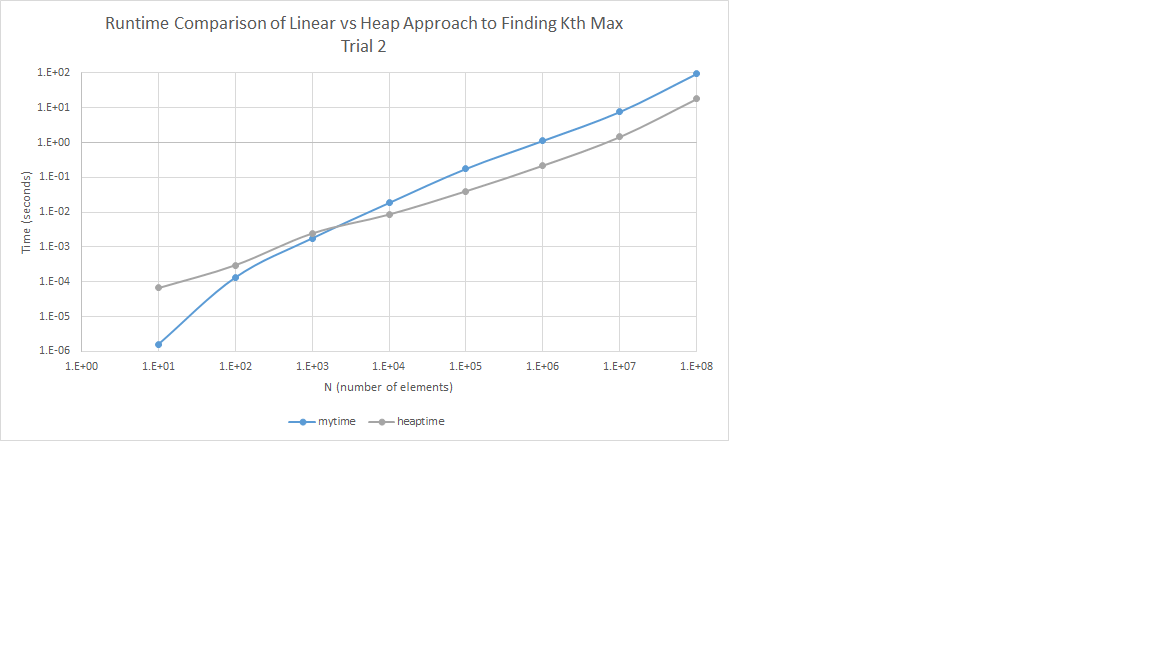 Runtime Comparison of Linear vs Heap Approach to Finding Kth Max
Trial 2
1.E+02
1.E+01
1.E+00
1.E-01
1.E-02
1.E-03
1.E-04
1.E-05
1.E-06
Time (seconds)
1.E+00 1.E+01 1.E+02 1.E+03 1.E+04 1.E+05 1.E+06 1.E+07 1.E+08
N (number of elements)
mytime heaptime